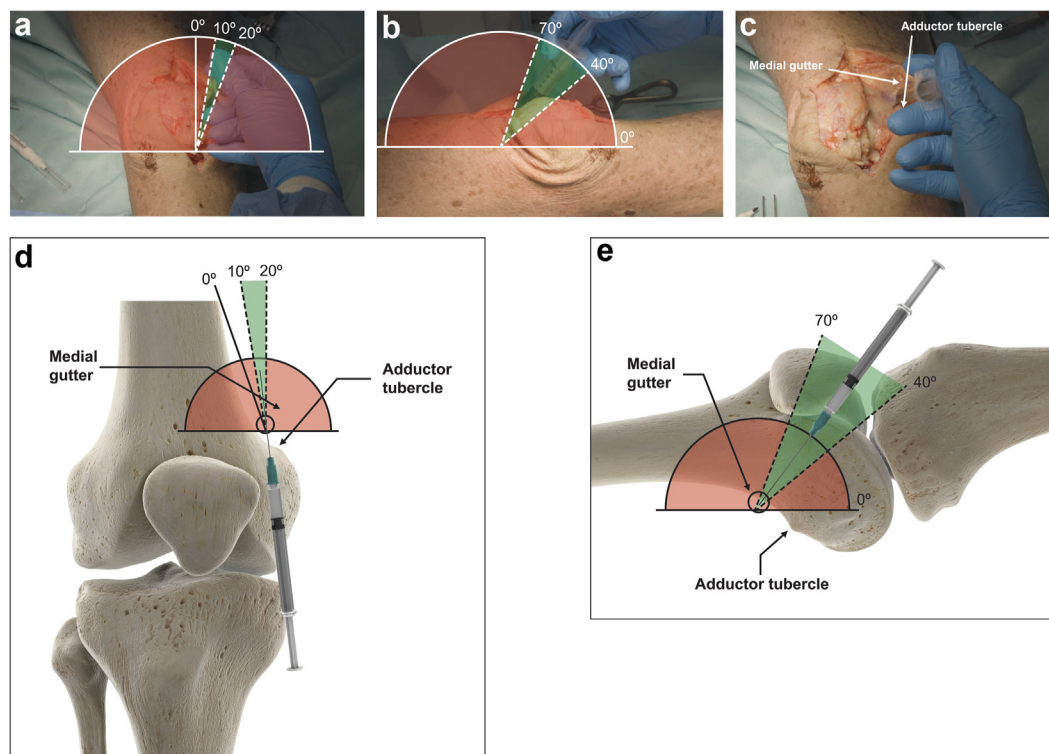 a
0º 10º 20º
b
70º
40º
0º
c
Adductor tubercle
Medial gutter
d
0º 10º 20º
Medial
gutter
Adductor
tubercle
e
70º
Medial
gutter
40º
0º
Adductor tubercle